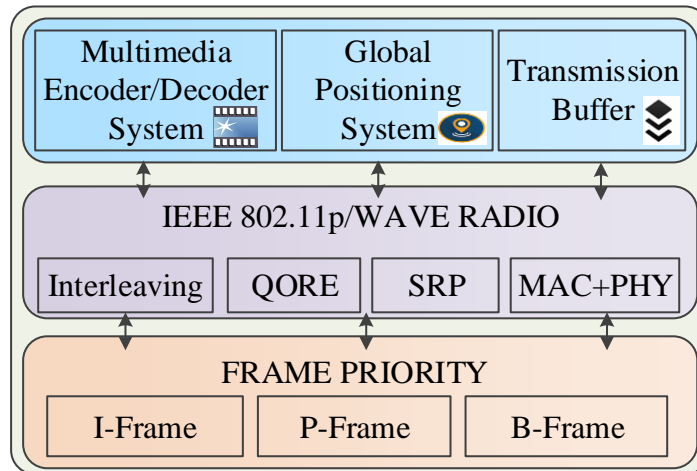 Multimedia
Encoder/Decoder
System
Global
Positioning
System
Transmission
Buffer
IEEE 802.11p/WAVE RADIO
Interleaving
QORE
SRP
MAC+PHY
FRAME PRIORITY
I-Frame
P-Frame
B-Frame